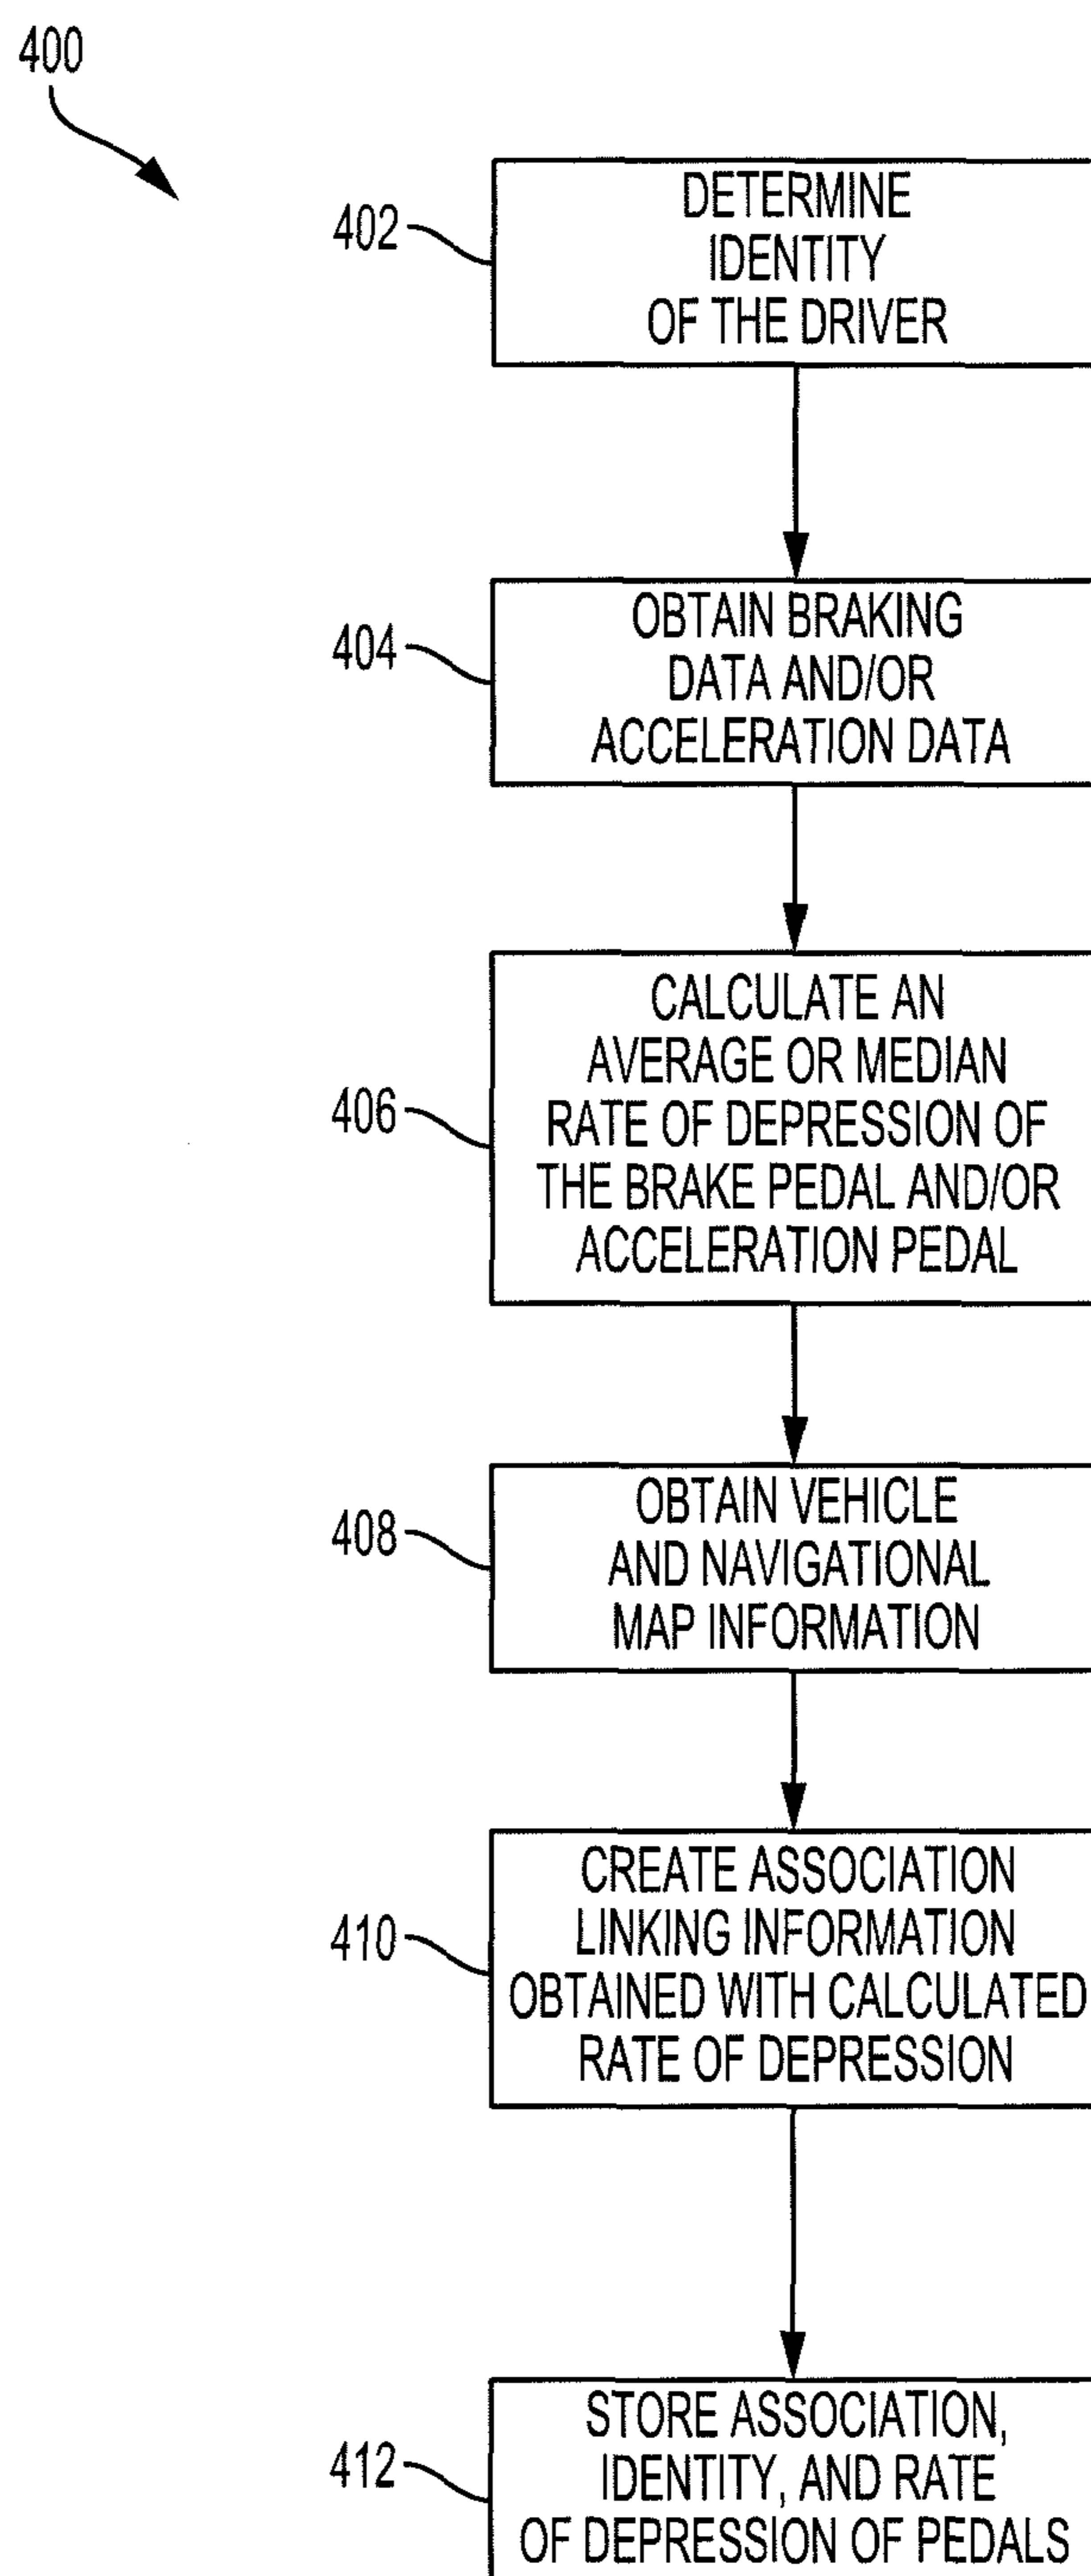 400
402
DETERMINE
IDENTITY
OF THE DRIVER
404
OBTAIN BRAKING
DATA AND/OR
ACCELERATION DATA
406
CALCULATE AN
AVERAGE OR MEDIAN
RATE OF DEPRESSION OF
THE BRAKE PEDAL AND/OR
ACCELERATION PEDAL
408
OBTAIN VEHICLE
AND NAVIGATIONAL
MAP INFORMATION
410
CREATE ASSOCIATION
LINKING INFORMATION
OBTAINED WITH CALCULATED
RATE OF DEPRESSION
412
STORE ASSOCIATION,
IDENTITY, AND RATE
OF DEPRESSION OF PEDALS